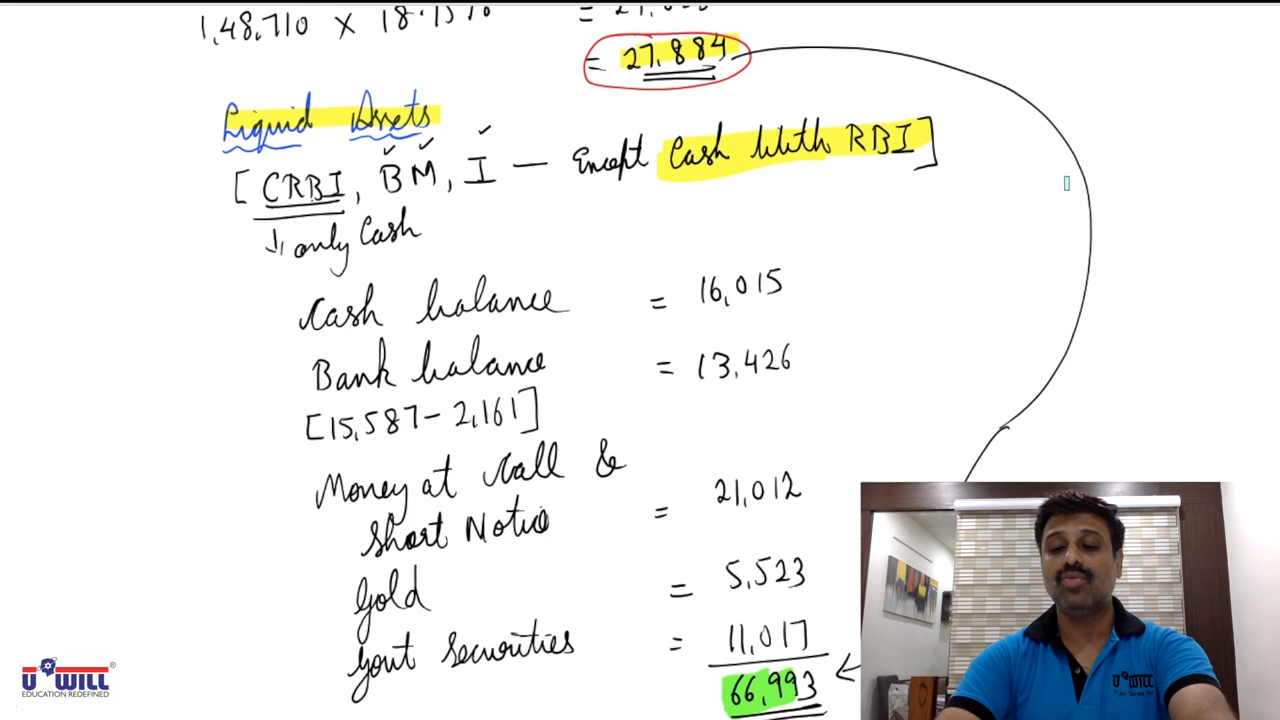 1,48,710 × 18.75%
= 27,884
Liquid Assets
[CRBI, BM, I — Except Cash With RBI]
↓ only Cash
Cash balance = 16,015
Bank balance = 13,426
[15,587 - 2,161]
Money at Call &
Short Notice = 21,012
Gold = 5,523
Govt Securities = 11,017
66,993
U WILL
EDUCATION REDEFINED
U WILL